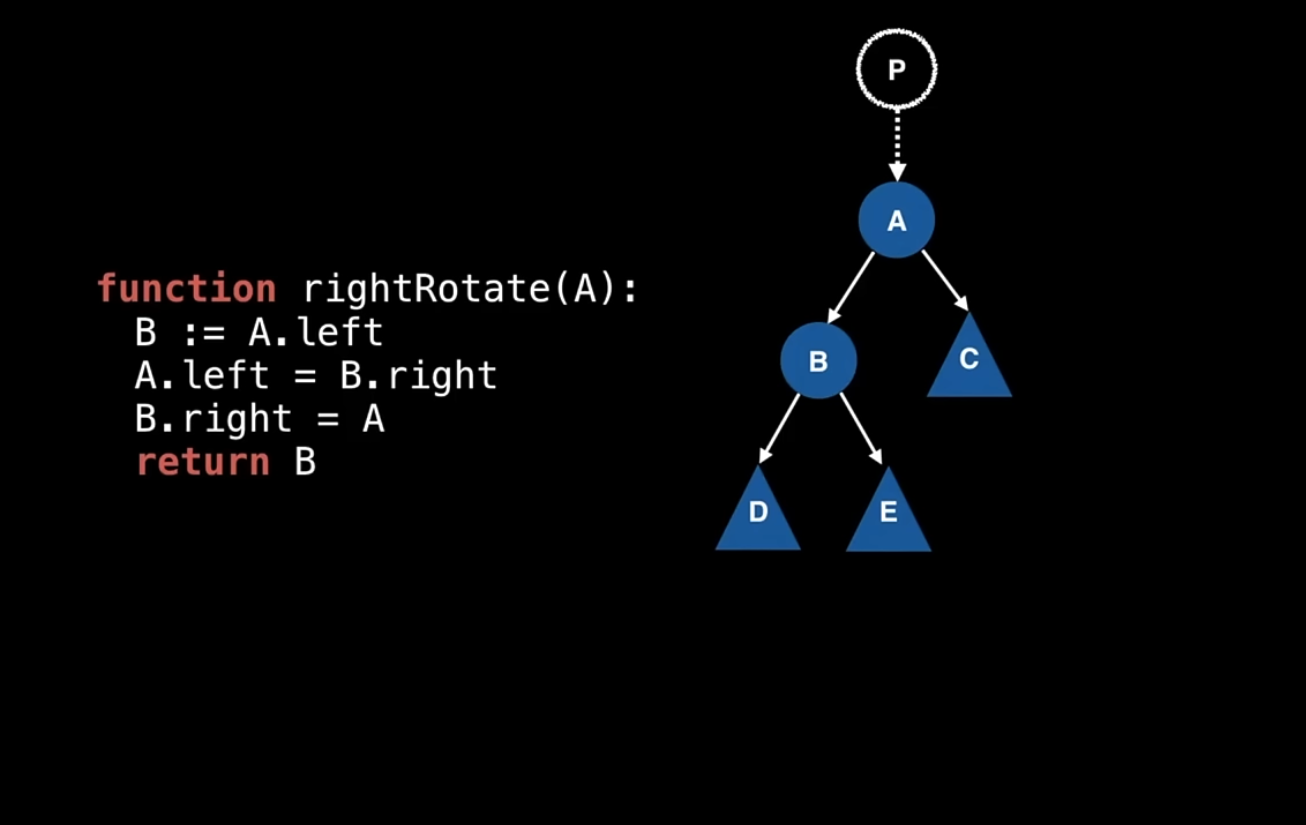 P
A
function rightRotate(A):
B := A.left
A.left = B.right
B.right = A
return B
B
C
D
E